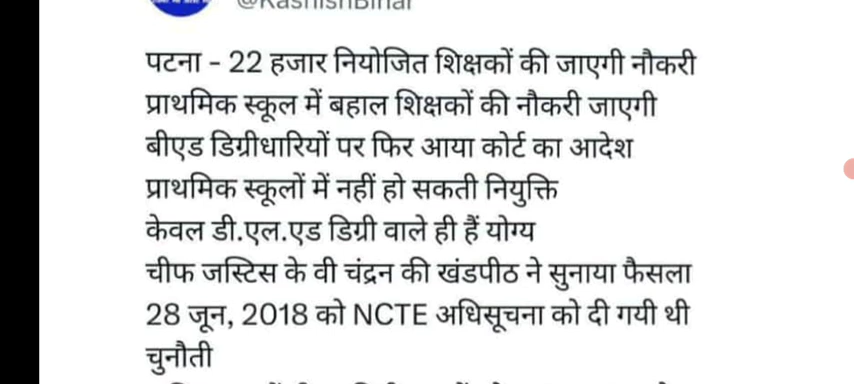 @KashishBihar
पटना - 22 हजार नियोजित शिक्षकों की जाएगी नौकरी
प्राथमिक स्कूल में बहाल शिक्षकों की नौकरी जाएगी
बीएड डिग्रीधारियों पर फिर आया कोर्ट का आदेश
प्राथमिक स्कूलों में नहीं हो सकती नियुक्ति
केवल डी.एल.एड डिग्री वाले ही हैं योग्य
चीफ जस्टिस के वी चंद्रन की खंडपीठ ने सुनाया फैसला
28 जून, 2018 को NCTE अधिसूचना को दी गयी थी
चुनौती